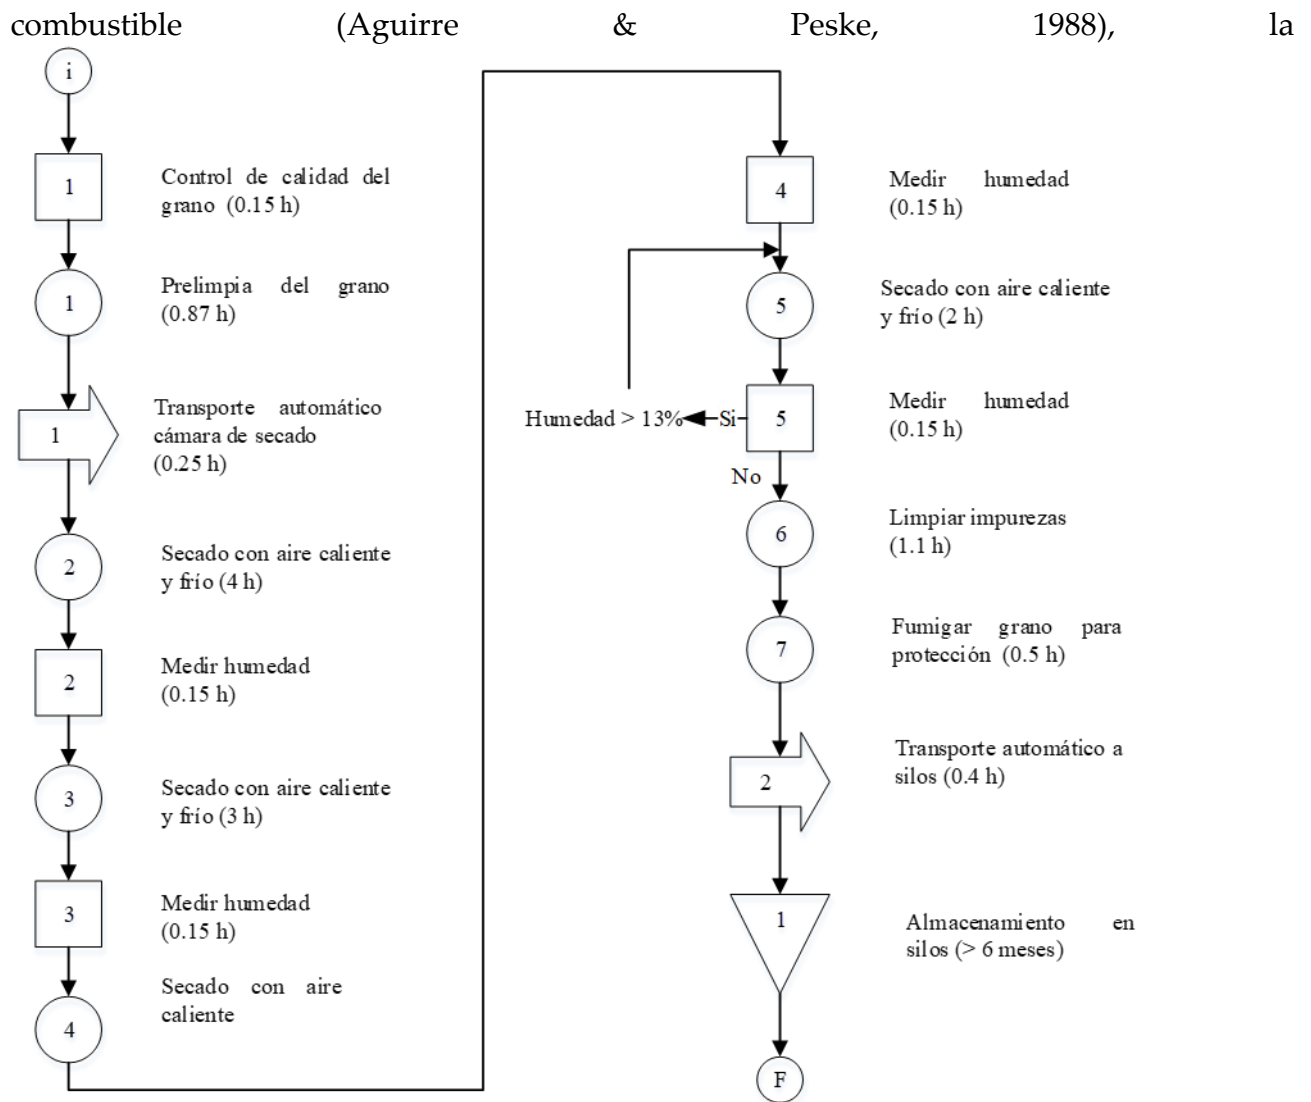 combustible (Aguirre & Peske, 1988), la
i
1
Control de calidad del
grano (0.15 h)
1
Prelimpia del grano
(0.87 h)
1
Transporte automático
cámara de secado
(0.25 h)
2
Secado con aire caliente
y frío (4 h)
2
Medir humedad
(0.15 h)
3
Secado con aire caliente
y frío (3 h)
3
Medir humedad
(0.15 h)
4
Secado con aire
caliente
4
Medir humedad
(0.15 h)
5
Secado con aire caliente
y frío (2 h)
5
Medir humedad
(0.15 h)
Humedad > 13%
Si
No
6
Limpiar impurezas
(1.1 h)
7
Fumigar grano para
protección (0.5 h)
2
Transporte automático a
silos (0.4 h)
1
Almacenamiento en
silos (> 6 meses)
F